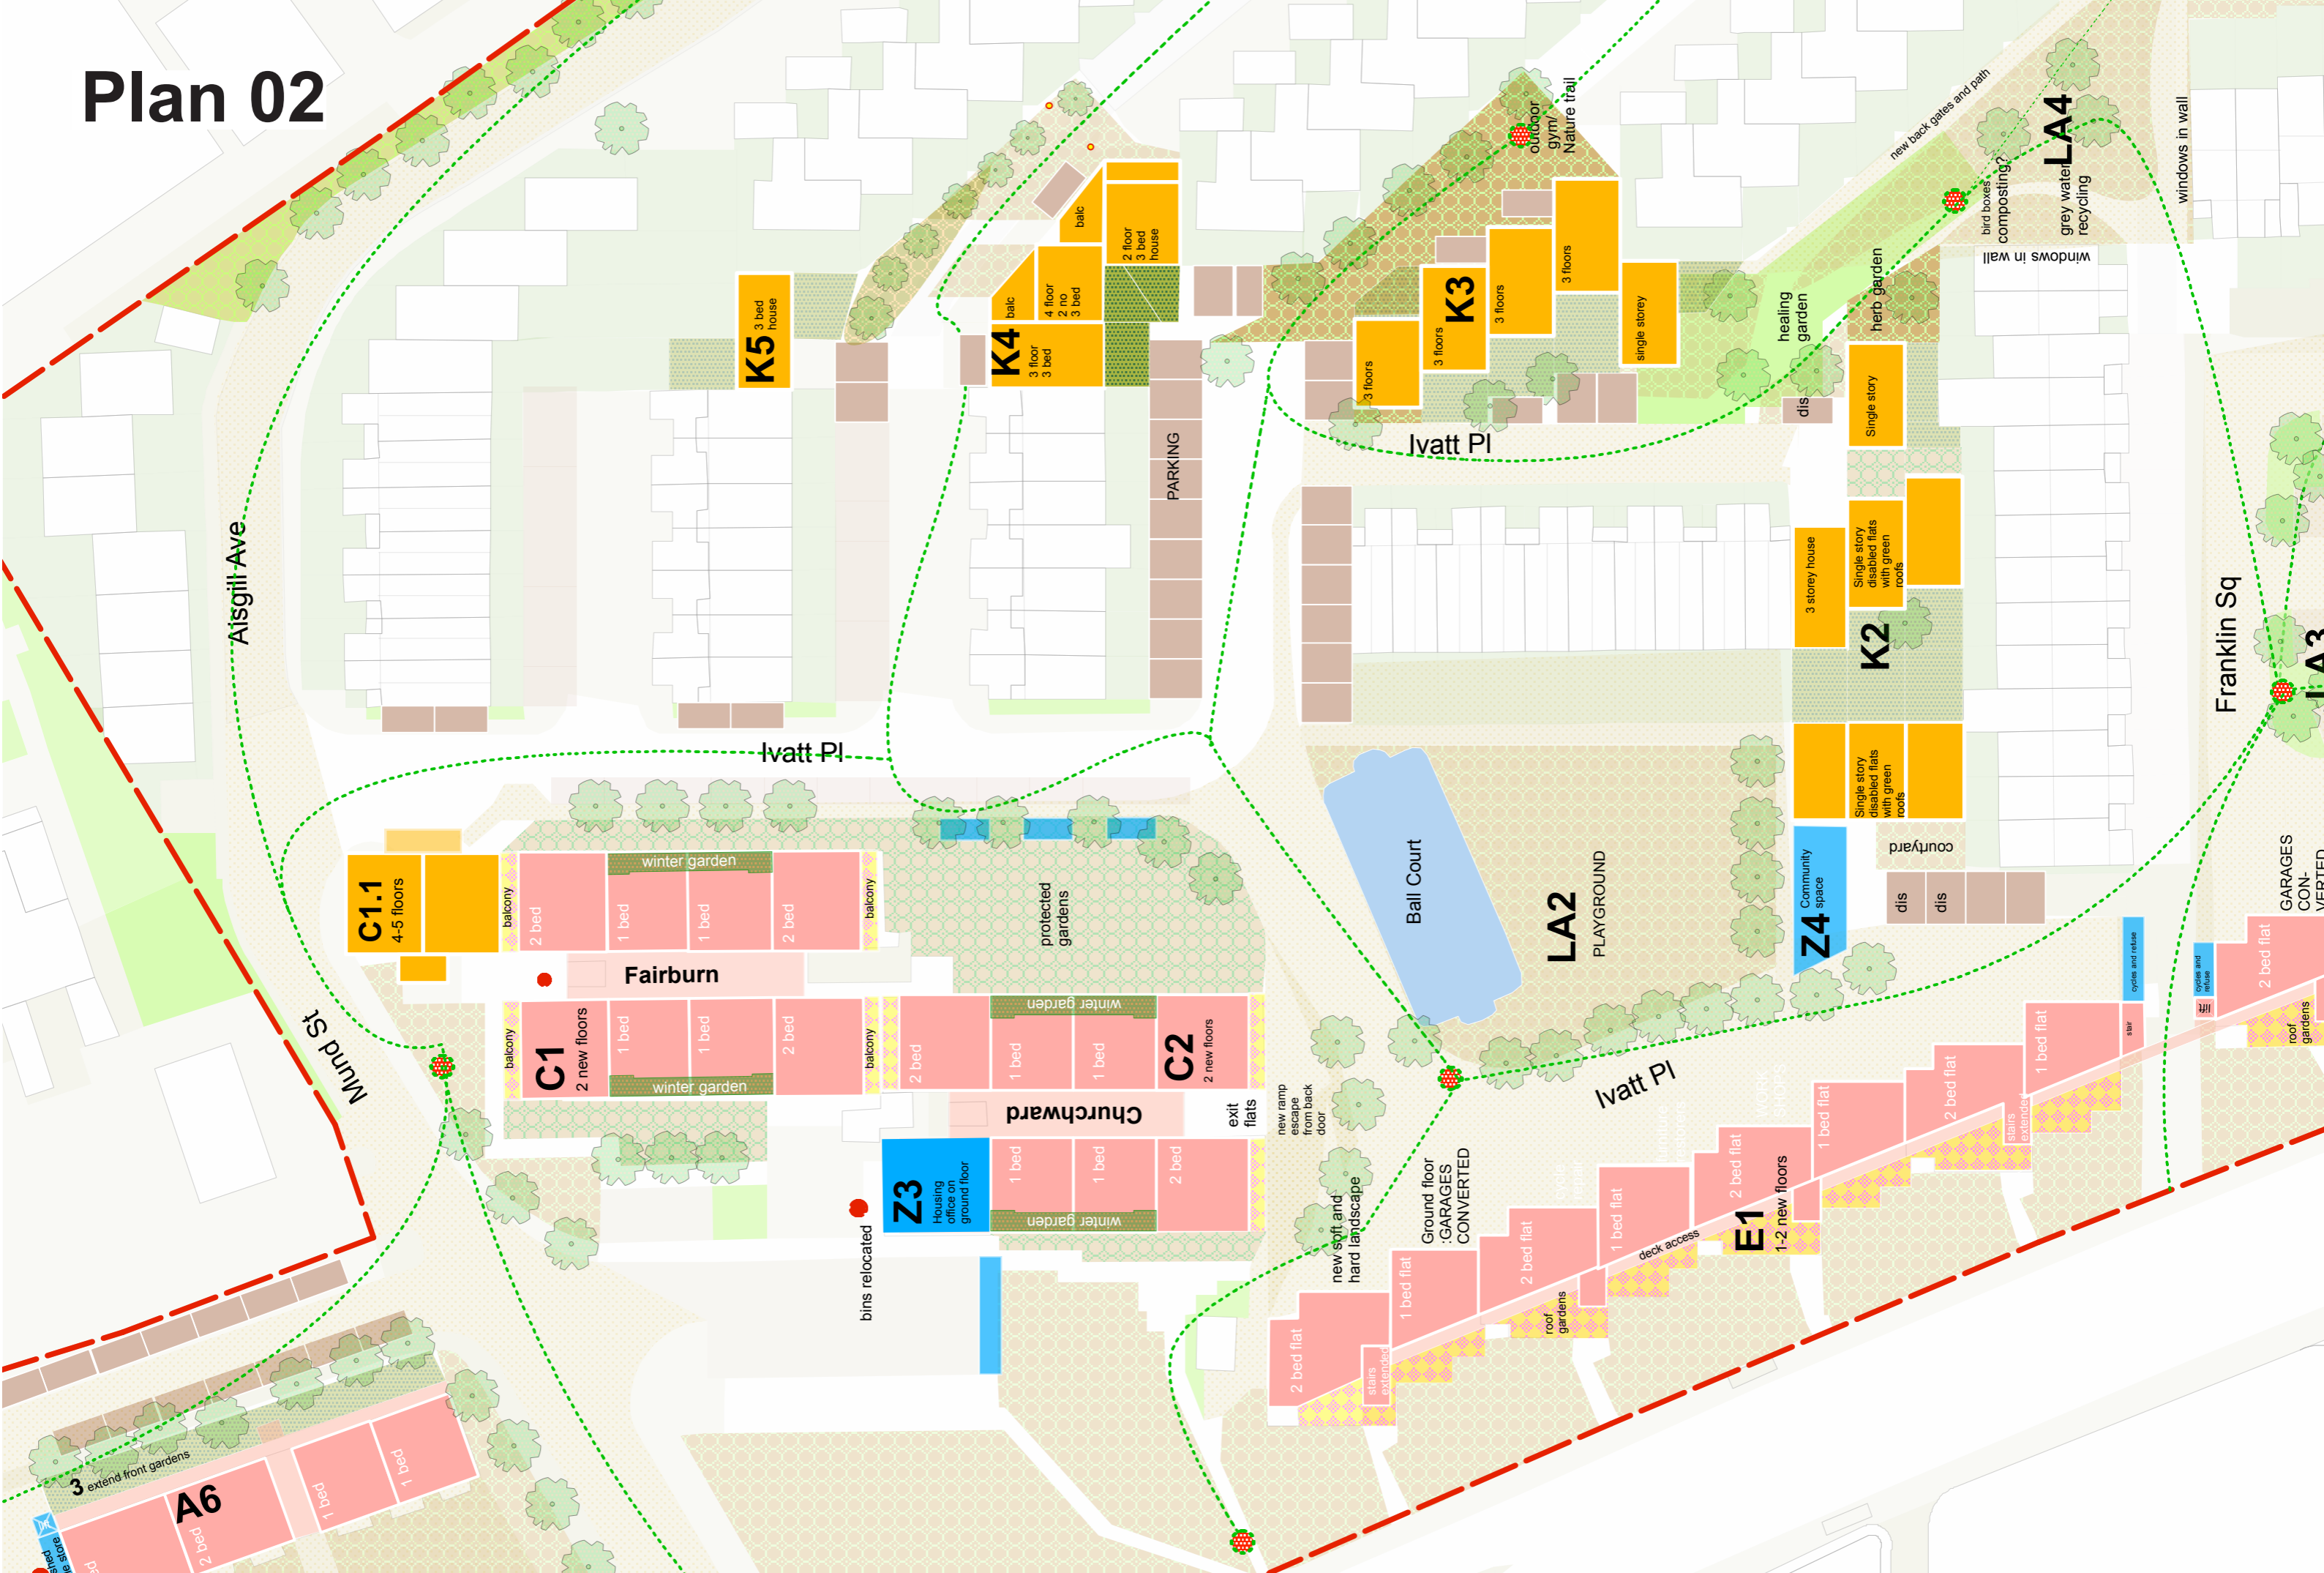 Plan 02
outdoor
gym/
Nature trail
new back gates and path
LA4
bird boxes
composting?
grey water
recycling
windows in wall
windows in wall
balc
2 floor
3 bed
house
balc
4 floor
2 no
3 bed
K5
3 bed
house
K4
3 floor
3 bed
K3
3 floors
3 floors
3 floors
3 floors
single storey
healing
garden
herb garden
dis
Single story
PARKING
Ivatt Pl
Aisgill Ave
3 storey house
Single story
disabled flats
with green
roofs
K2
Franklin Sq
Ivatt Pl
Single story
disabled flats
with green
roofs
courtyard
Z4
Community
space
dis
dis
GARAGES
CON-
Ball Court
LA2
PLAYGROUND
C1.1
4-5 floors
balcony
2 bed
winter garden
1 bed
1 bed
2 bed
balcony
protected
gardens
Fairburn
balcony
C1
2 new floors
1 bed
1 bed
2 bed
winter garden
balcony
2 bed
winter garden
1 bed
1 bed
C2
2 new floors
Churchward
exit
flats
new ramp
escape
from back
door
Mund St
Z3
Housing
office on
ground floor
1 bed
1 bed
2 bed
winter garden
bins relocated
new soft and
hard landscape
Ground floor
:GARAGES
CONVERTED
Ivatt Pl
cycles and refuse
cycles and
refuse
lift
stair
2 bed flat
roof
gardens
1 bed flat
2 bed flat
stairs
extended
1 bed flat
2 bed flat
E1
1-2 new floors
1 bed flat
deck access
2 bed flat
roof
gardens
1 bed flat
2 bed flat
stairs
extended
3 extend front gardens
A6
1 bed
1 bed
2 bed